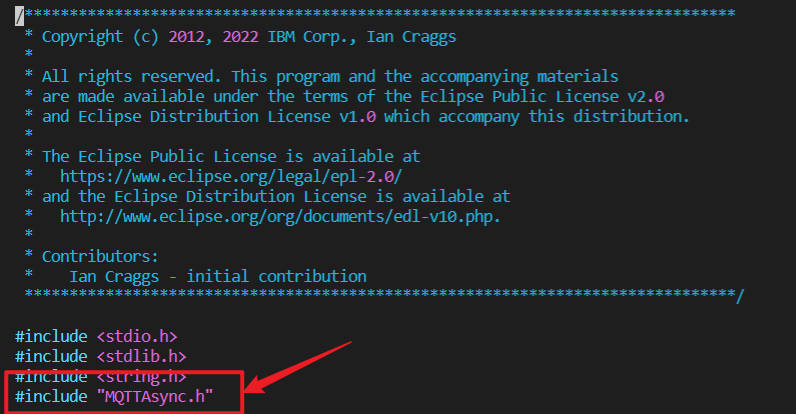 /*******************************************************************************
 * Copyright (c) 2012, 2022 IBM Corp., Ian Craggs
 *
 * All rights reserved. This program and the accompanying materials
 * are made available under the terms of the Eclipse Public License v2.0
 * and Eclipse Distribution License v1.0 which accompany this distribution.
 *
 * The Eclipse Public License is available at
 *   https://www.eclipse.org/legal/epl-2.0/
 * and the Eclipse Distribution License is available at
 *   http://www.eclipse.org/org/documents/edl-v10.php.
 *
 * Contributors:
 *    Ian Craggs - initial contribution
 *******************************************************************************/
#include <stdio.h>
#include <stdlib.h>
#include <string.h>
#include "MQTTAsync.h"